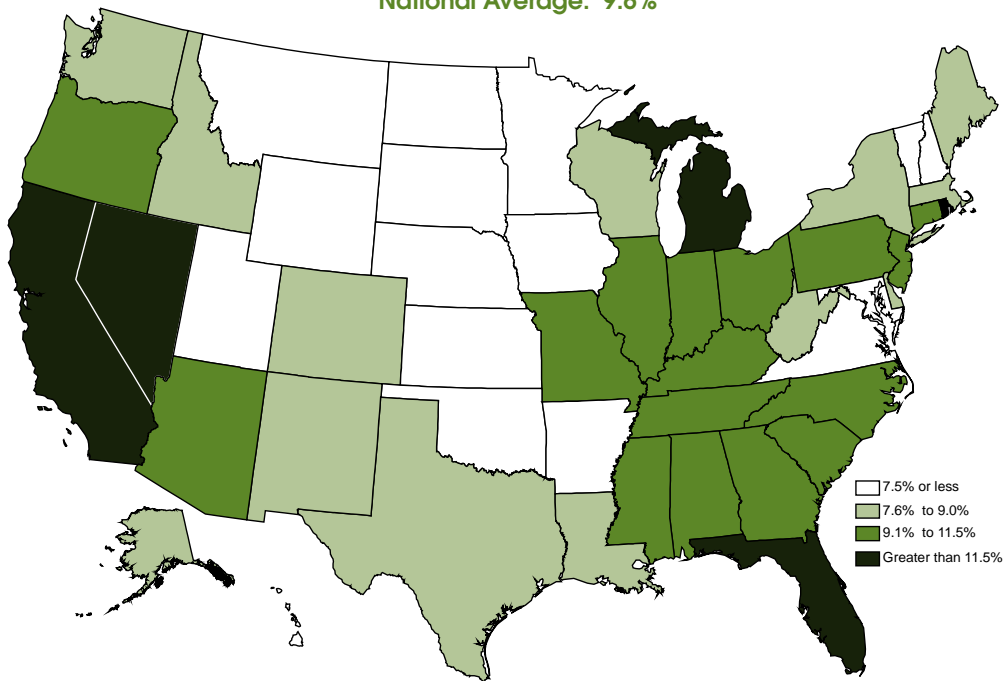 National Average: 9.6%
7.5% or less
7.6% to 9.0%
9.1% to 11.5%
Greater than 11.5%